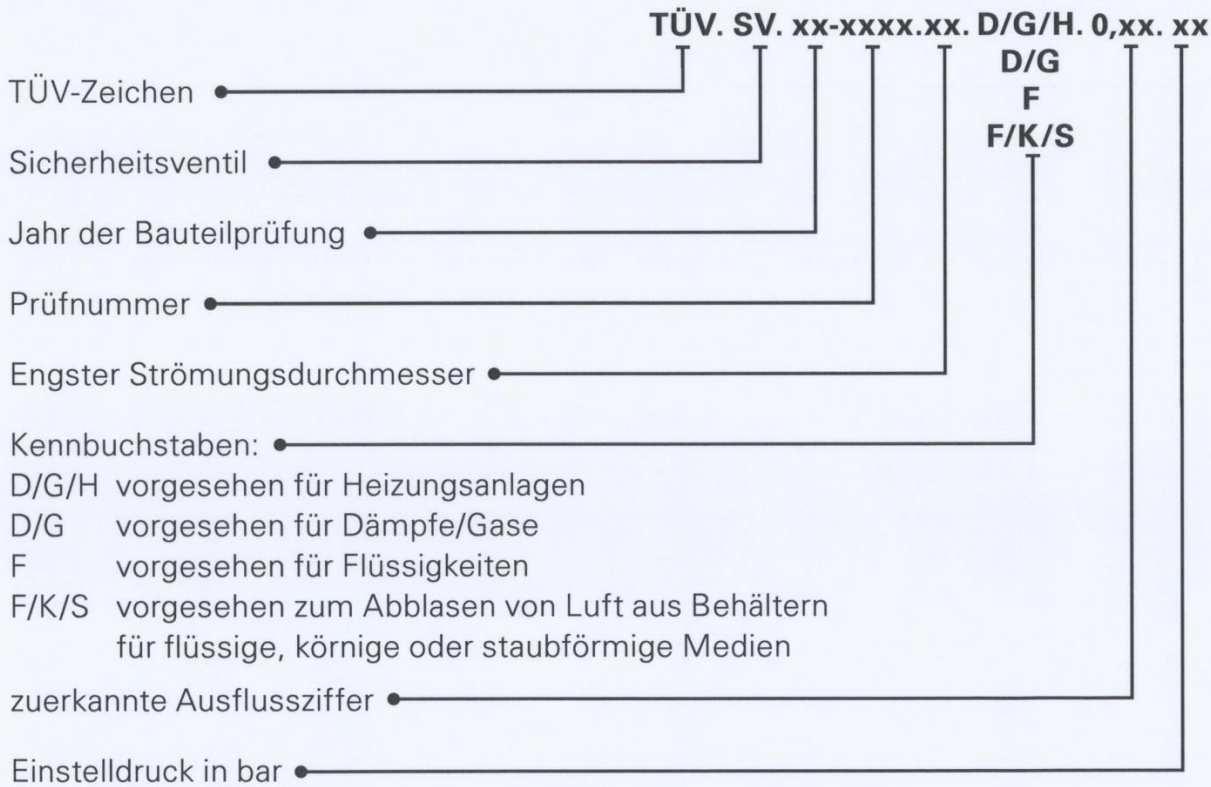 TÜV. SV. xx-xxxx.xx. D/G/H. 0,xx. xx
D/G
F
F/K/S
TÜV-Zeichen
Sicherheitsventil
Jahr der Bauteilprüfung
Prüfnummer
Engster Strömungsdurchmesser
Kennbuchstaben:
D/G/H vorgesehen für Heizungsanlagen
D/G vorgesehen für Dämpfe/Gase
F vorgesehen für Flüssigkeiten
F/K/S vorgesehen zum Abblasen von Luft aus Behältern
für flüssige, körnige oder staubförmige Medien
zuerkannte Ausflussziffer
Einstelldruck in bar